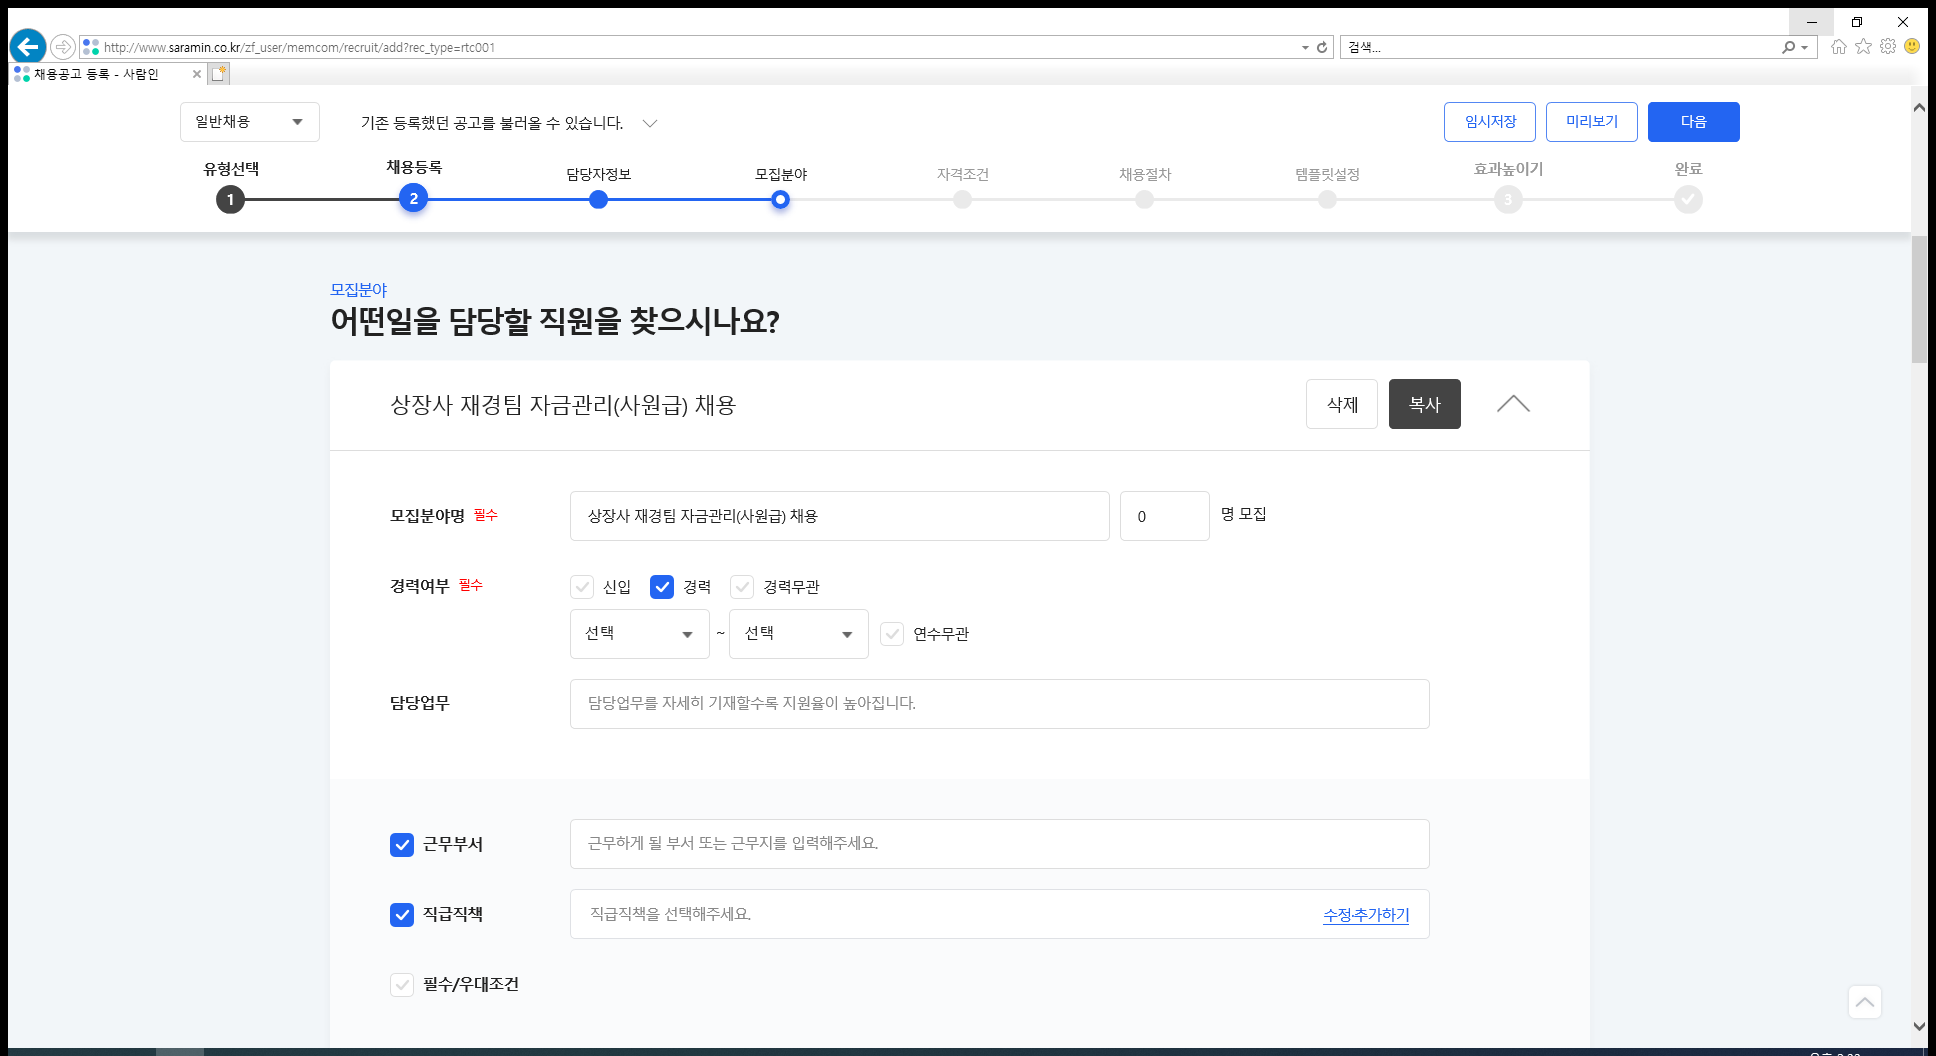 http://www.saramin.co.kr/zf_user/memcom/recruit/add?rec_type=rtc001
검색...
채용공고 등록 - 사람인
일반채용
기존 등록했던 공고를 불러올 수 있습니다.
임시저장
미리보기
다음
유형선택
채용등록
담당자정보
모집분야
자격조건
채용절차
템플릿설정
효과높이기
완료
1
2
3
모집분야
어떤일을 담당할 직원을 찾으시나요?
상장사 재경팀 자금관리(사원급) 채용
삭제
복사
모집분야명 필수
상장사 재경팀 자금관리(사원급) 채용
0
명 모집
경력여부 필수
신입
경력
경력무관
선택
~
선택
연수무관
담당업무
담당업무를 자세히 기재할수록 지원율이 높아집니다.
근무부서
근무하게 될 부서 또는 근무지를 입력해주세요.
직급직책
직급직책을 선택해주세요.
수정·추가하기
필수/우대조건